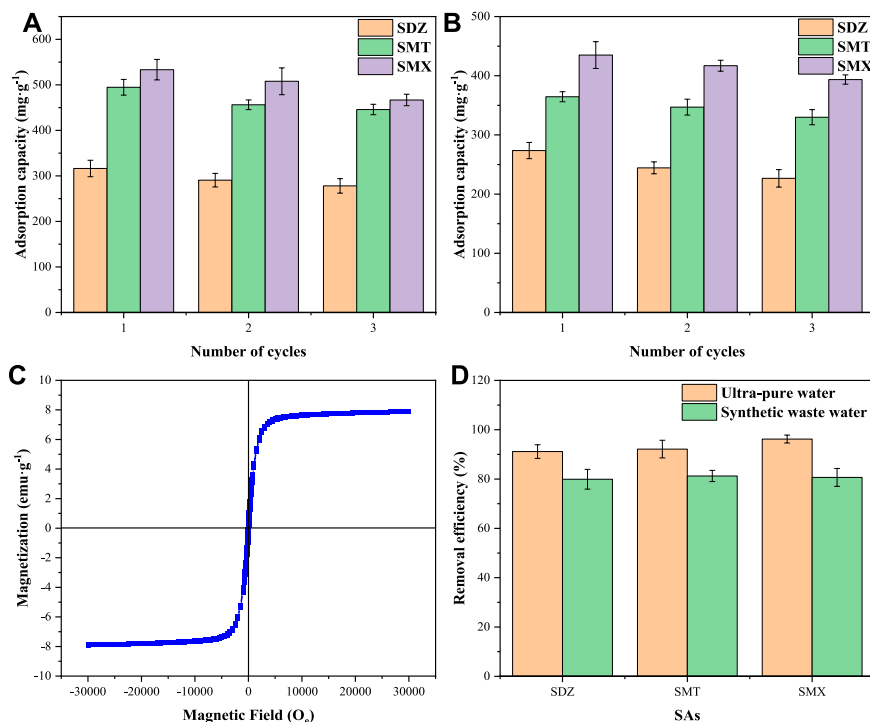 A
SDZ
SMT
SMX
600
500
400
300
200
100
0
Adsorption capacity (mg·g⁻¹)
1
2
3
Number of cycles
B
SDZ
SMT
SMX
500
400
300
200
100
0
Adsorption capacity (mg·g⁻¹)
1
2
3
Number of cycles
C
10
8
6
4
2
0
-2
-4
-6
-8
-10
Magnetization (emu·g⁻¹)
-30000
-20000
-10000
0
10000
20000
30000
Magnetic Field (Oₑ)
D
Ultra-pure water
Synthetic waste water
120
100
80
60
40
20
0
Removal efficiency (%)
SDZ
SMT
SMX
SAs